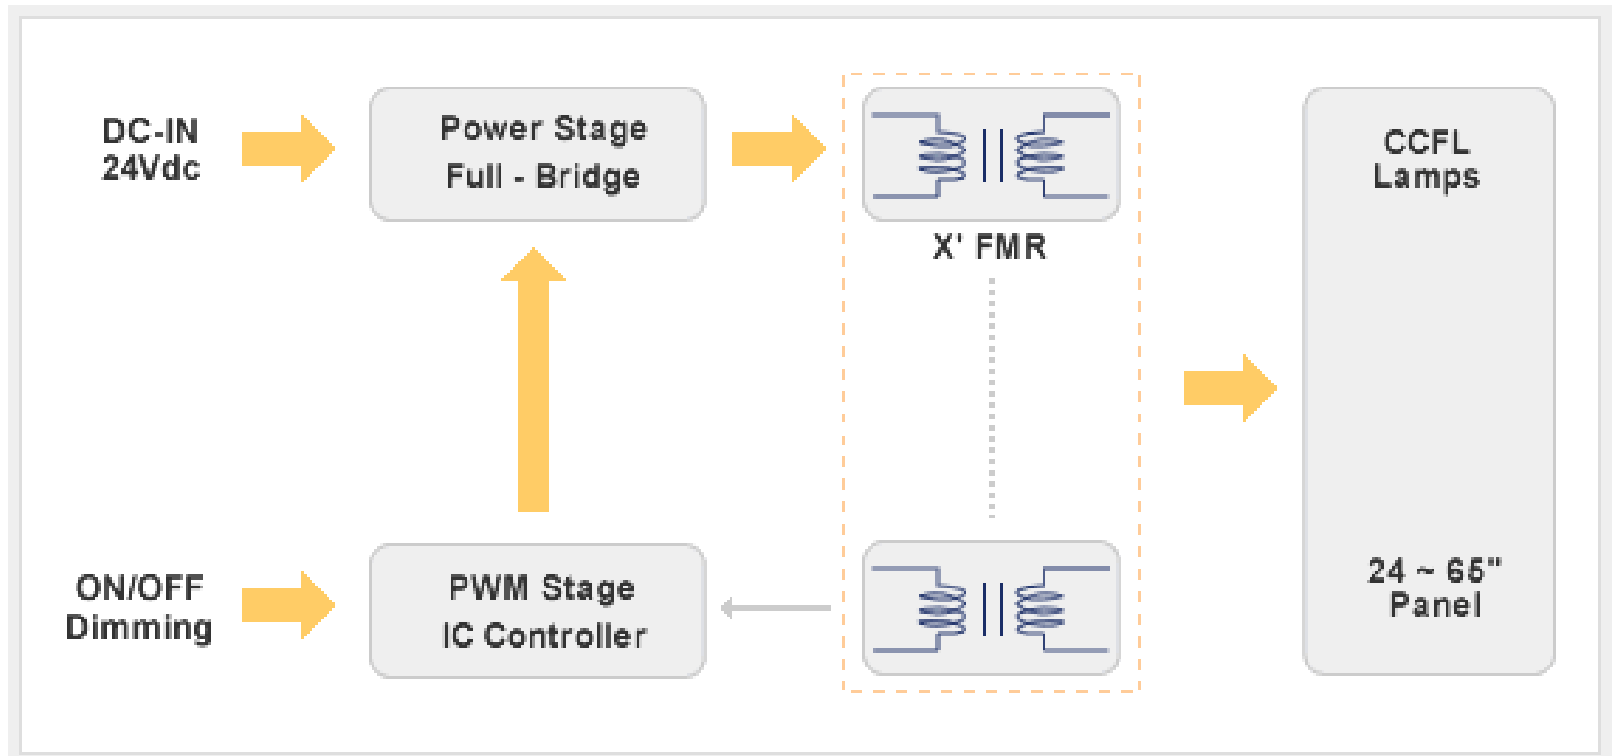 DC-IN
24Vdc
Power Stage
Full - Bridge
X' FMR
CCFL
Lamps
ON/OFF
Dimming
PWM Stage
IC Controller
24 ~ 65"
Panel